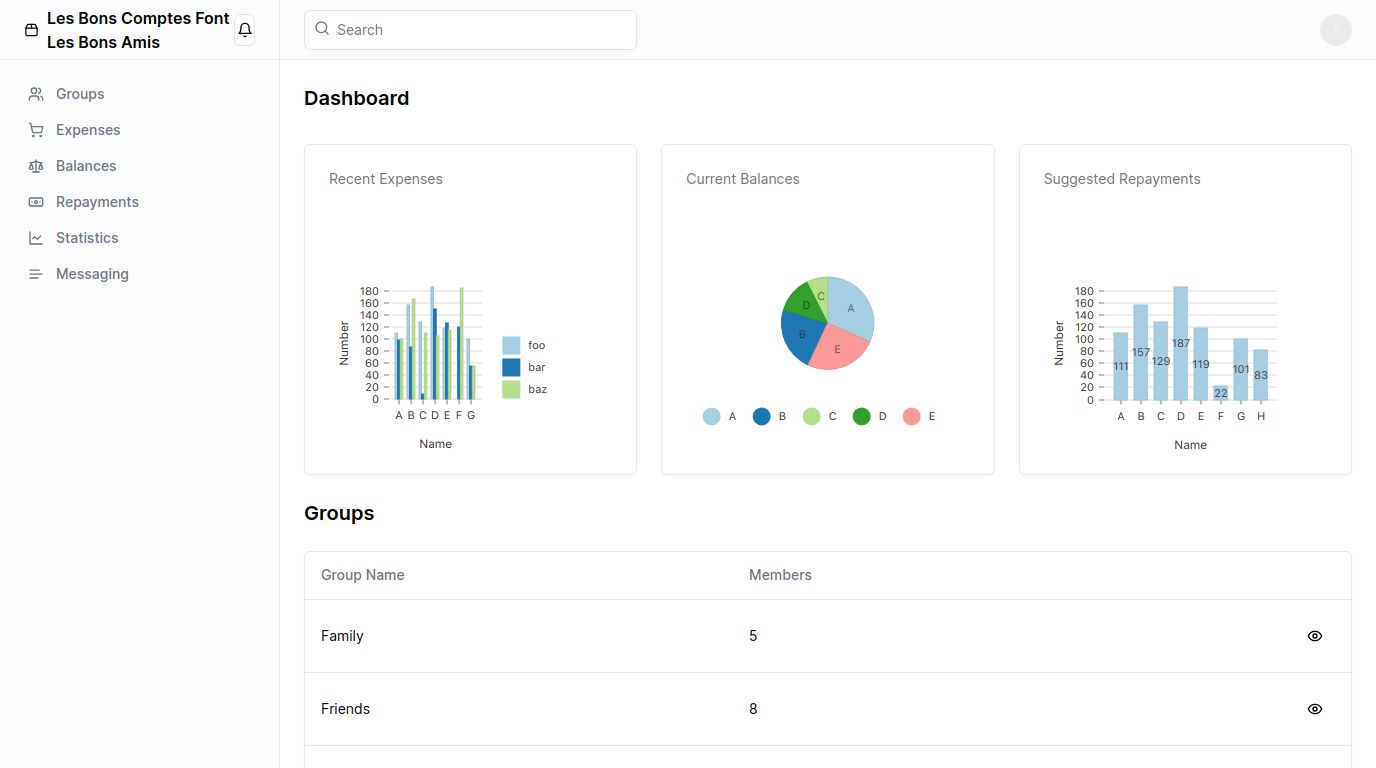 Les Bons Comptes Font
Les Bons Amis
Search
Groups
Expenses
Balances
Repayments
Statistics
Messaging
Dashboard
Recent Expenses
Number
180
160
140
120
100
80
60
40
20
0
A B C D E F G
Name
foo
bar
baz
Current Balances
A
B
C
D
E
A B C D E
Suggested Repayments
Number
180
160
140
120
100
80
60
40
20
0
111 157 129 187 119 22 101 83
A B C D E F G H
Name
Groups
Group Name Members
Family 5
Friends 8